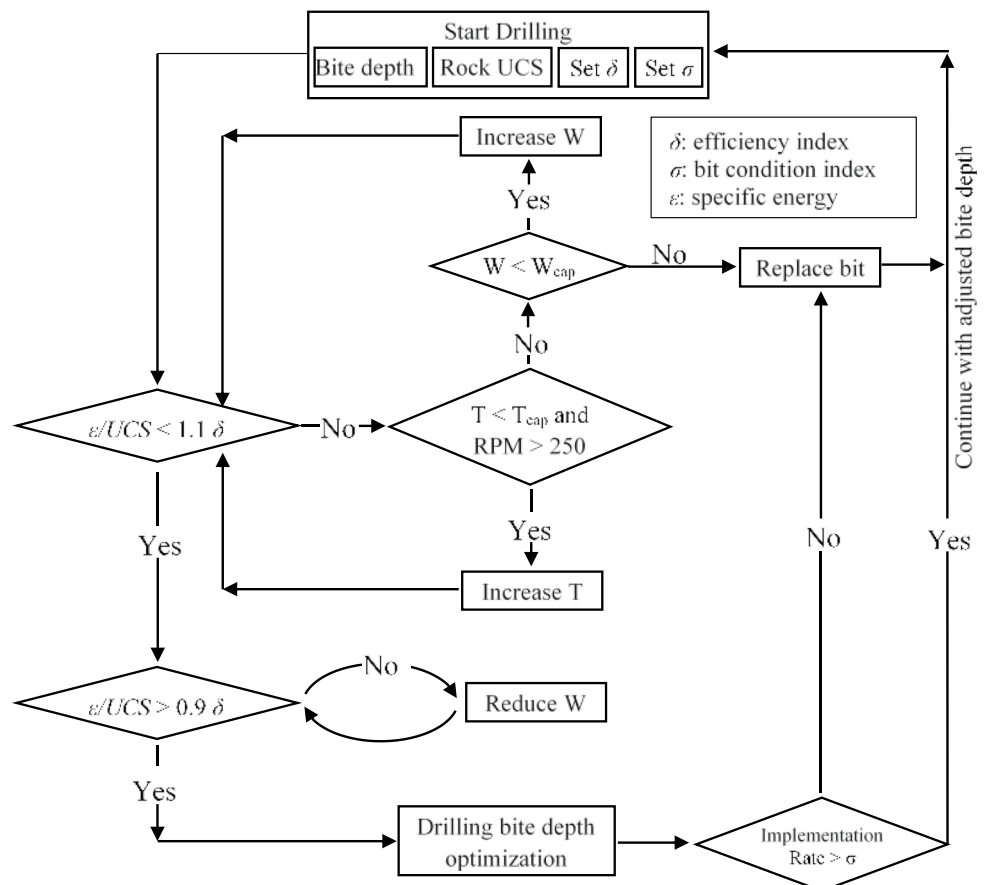 Start Drilling
Bite depth Rock UCS Set δ Set σ
Increase W
δ: efficiency index
σ: bit condition index
ε: specific energy
Yes
W < Wcap
No
Replace bit
Continue with adjusted bite depth
No
ε/UCS < 1.1 δ
No
T < Tcap and
RPM > 250
Yes
Yes
No
Yes
Increase T
No
ε/UCS > 0.9 δ
Reduce W
Yes
Drilling bite depth
optimization
Implementation
Rate > σ